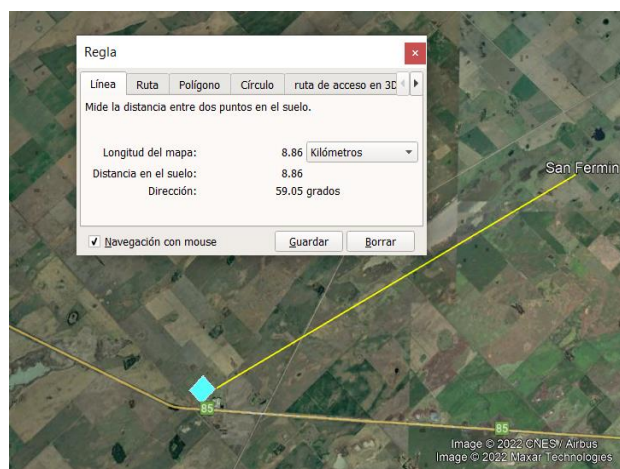 Regla
Línea Ruta Polígono Círculo ruta de acceso en 3D
Mide la distancia entre dos puntos en el suelo.
Longitud del mapa: 8.86 Kilómetros
Distancia en el suelo: 8.86
Dirección: 59.05 grados
Navegación con mouse Guardar Borrar
San Fermin
85
85
Image © 2022 CNES / Airbus
Image © 2022 Maxar Technologies